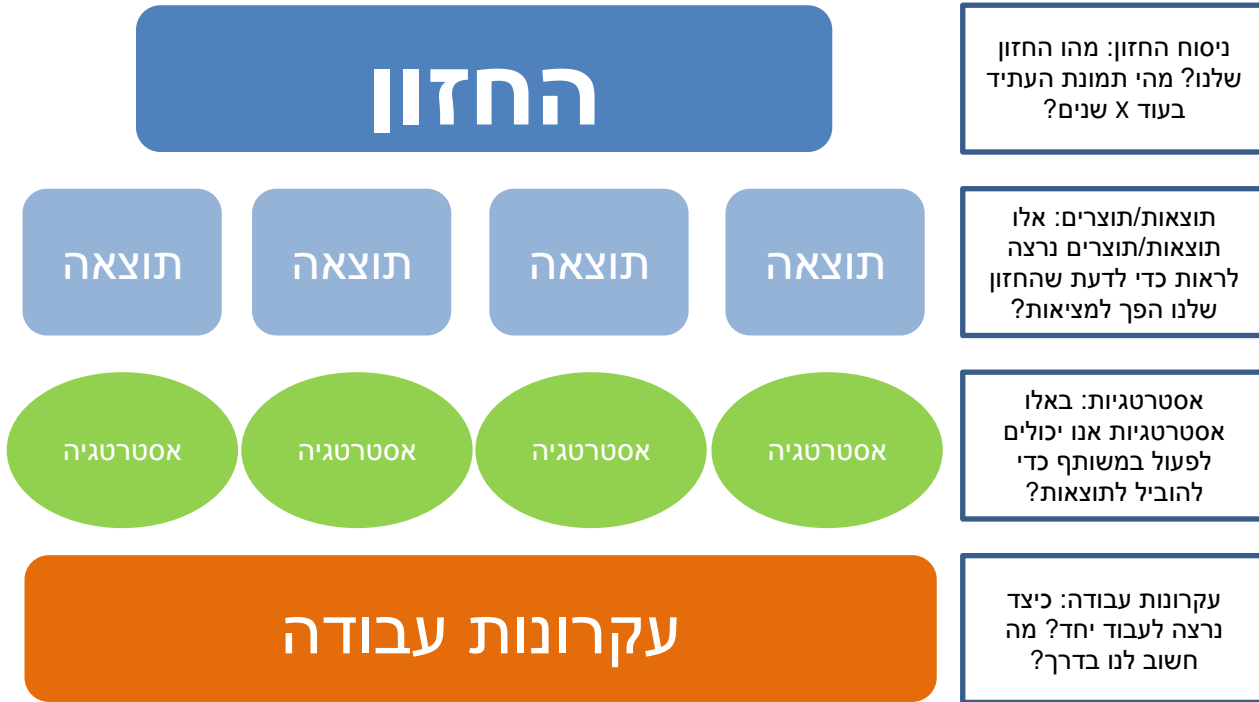 החזון
ניסוח החזון: מהו החזון
שלנו? מהי תמונת העתיד
בעוד X שנים?
תוצאה
תוצאה
תוצאה
תוצאה
תוצאות/תוצרים: אלו
תוצאות/תוצרים נרצה
לראות כדי לדעת שהחזון
שלנו הפך למציאות?
אסטרטגיה
אסטרטגיה
אסטרטגיה
אסטרטגיה
אסטרטגיות: באלו
אסטרטגיות אנו יכולים
לפעול במשותף כדי
להוביל לתוצאות?
עקרונות עבודה
עקרונות עבודה: כיצד
נרצה לעבוד יחד? מה
חשוב לנו בדרך?